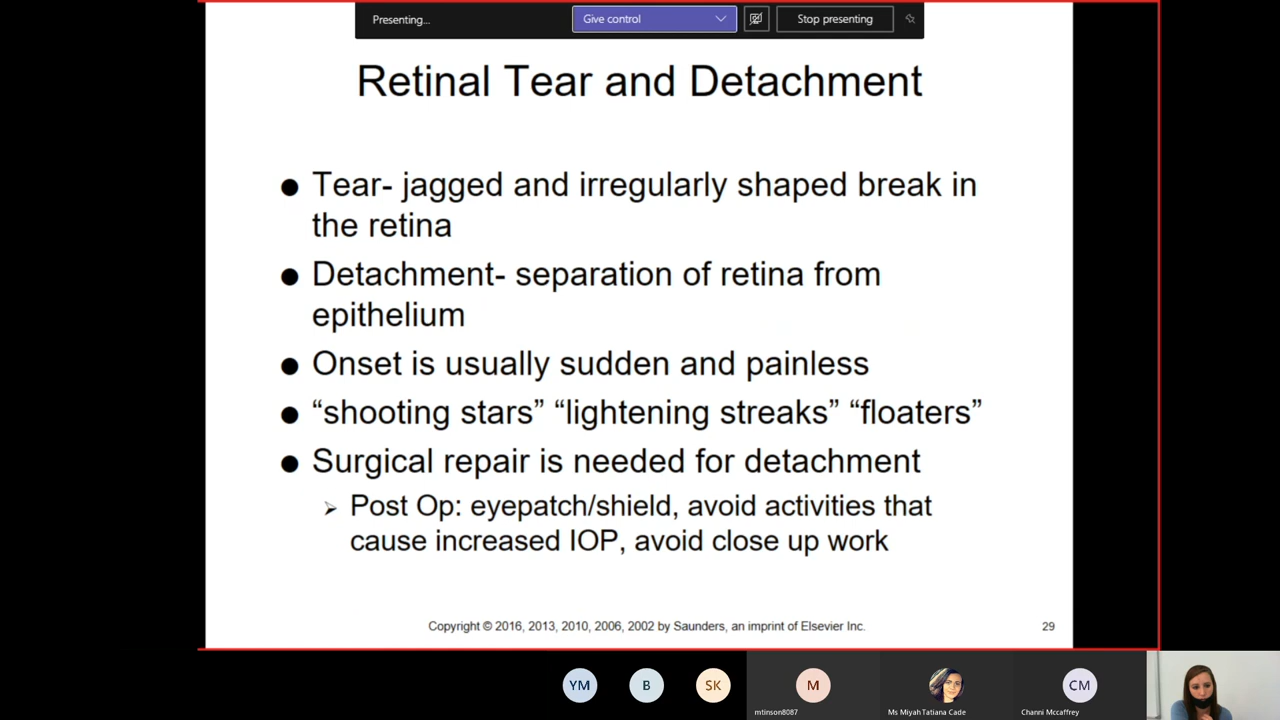 Presenting...
Give control
Stop presenting
Retinal Tear and Detachment
● Tear- jagged and irregularly shaped break in
the retina
● Detachment- separation of retina from
epithelium
● Onset is usually sudden and painless
● “shooting stars” “lightening streaks” “floaters”
● Surgical repair is needed for detachment
➢ Post Op: eyepatch/shield, avoid activities that
cause increased IOP, avoid close up work
Copyright © 2016, 2013, 2010, 2006, 2002 by Saunders, an imprint of Elsevier Inc.
29
YM
B
SK
M
CM
mtinson8087
Ms MiyahTatiana Cade
Channi Mccaffrey